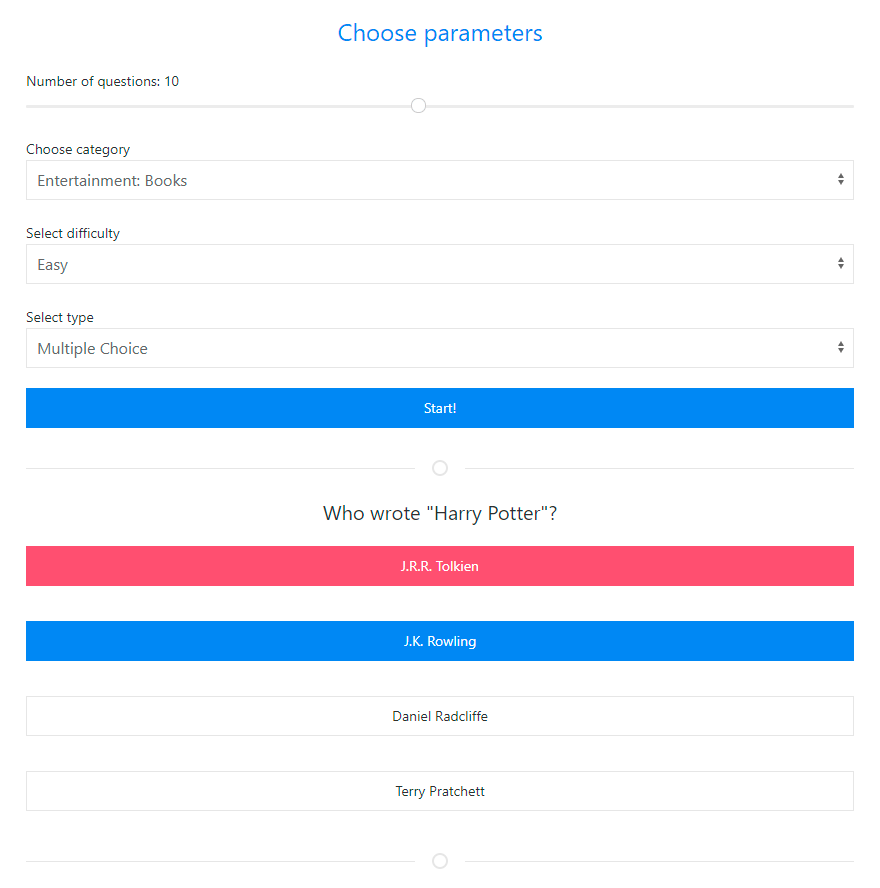 Choose parameters
Number of questions: 10
Choose category
Entertainment: Books
Select difficulty
Easy
Select type
Multiple Choice
Start!
Who wrote "Harry Potter"?
J.R.R. Tolkien
J.K. Rowling
Daniel Radcliffe
Terry Pratchett